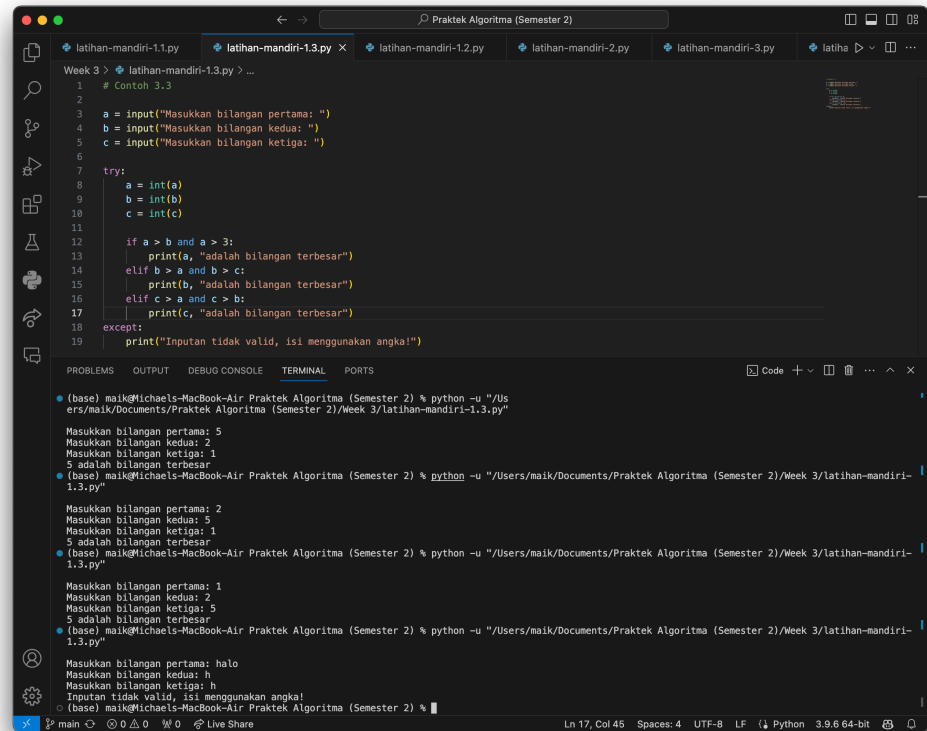 Praktek Algoritma (Semester 2)
latihan-mandiri-1.1.py latihan-mandiri-1.3.py latihan-mandiri-1.2.py latihan-mandiri-2.py latihan-mandiri-3.py latiha
Week 3 > latihan-mandiri-1.3.py > ...
1 # Contoh 3.3
2
3 a = input("Masukkan bilangan pertama: ")
4 b = input("Masukkan bilangan kedua: ")
5 c = input("Masukkan bilangan ketiga: ")
6
7 try:
8 a = int(a)
9 b = int(b)
10 c = int(c)
11
12 if a > b and a > 3:
13 print(a, "adalah bilangan terbesar")
14 elif b > a and b > c:
15 print(b, "adalah bilangan terbesar")
16 elif c > a and c > b:
17 print(c, "adalah bilangan terbesar")
18 except:
19 print("Inputan tidak valid, isi menggunakan angka!")
PROBLEMS OUTPUT DEBUG CONSOLE TERMINAL PORTS Code
(base) maik@Michaels-MacBook-Air Praktek Algoritma (Semester 2) % python -u "/Us
ers/maik/Documents/Praktek Algoritma (Semester 2)/Week 3/latihan-mandiri-1.3.py"
Masukkan bilangan pertama: 5
Masukkan bilangan kedua: 2
Masukkan bilangan ketiga: 1
5 adalah bilangan terbesar
(base) maik@Michaels-MacBook-Air Praktek Algoritma (Semester 2) % python -u "/Users/maik/Documents/Praktek Algoritma (Semester 2)/Week 3/latihan-mandiri-
1.3.py"
Masukkan bilangan pertama: 2
Masukkan bilangan kedua: 5
Masukkan bilangan ketiga: 1
5 adalah bilangan terbesar
(base) maik@Michaels-MacBook-Air Praktek Algoritma (Semester 2) % python -u "/Users/maik/Documents/Praktek Algoritma (Semester 2)/Week 3/latihan-mandiri-
1.3.py"
Masukkan bilangan pertama: 1
Masukkan bilangan kedua: 2
Masukkan bilangan ketiga: 5
5 adalah bilangan terbesar
(base) maik@Michaels-MacBook-Air Praktek Algoritma (Semester 2) % python -u "/Users/maik/Documents/Praktek Algoritma (Semester 2)/Week 3/latihan-mandiri-
1.3.py"
Masukkan bilangan pertama: halo
Masukkan bilangan kedua: h
Masukkan bilangan ketiga: h
Inputan tidak valid, isi menggunakan angka!
(base) maik@Michaels-MacBook-Air Praktek Algoritma (Semester 2) %
main 0 0 0 Live Share Ln 17, Col 45 Spaces: 4 UTF-8 LF Python 3.9.6 64-bit